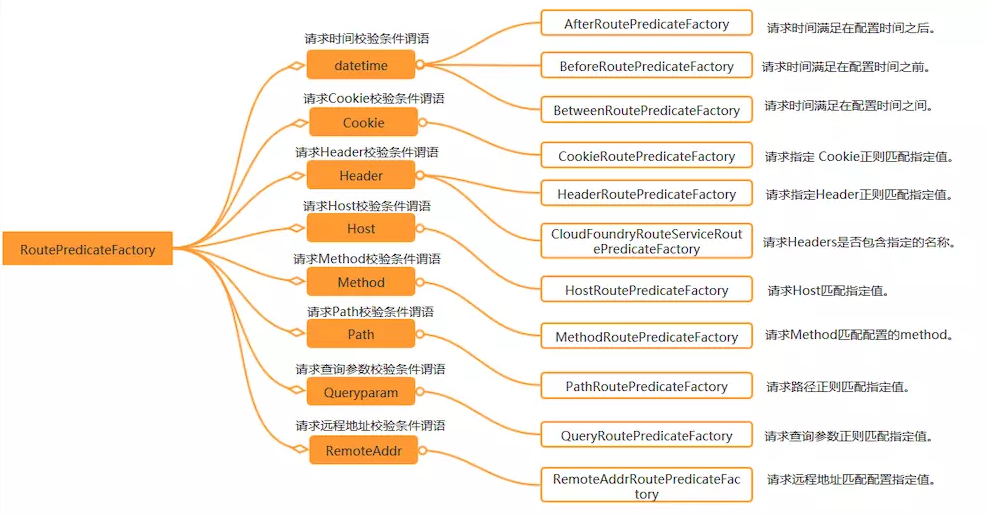 RoutePredicateFactory
请求时间校验条件谓语
datetime
AfterRoutePredicateFactory
请求时间满足在配置时间之后。
BeforeRoutePredicateFactory
请求时间满足在配置时间之前。
BetweenRoutePredicateFactory
请求时间满足在配置时间之间。
请求Cookie校验条件谓语
Cookie
CookieRoutePredicateFactory
请求指定 Cookie正则匹配指定值。
请求Header校验条件谓语
Header
HeaderRoutePredicateFactory
请求指定Header正则匹配指定值。
CloudFoundryRouteServiceRout
ePredicateFactory
请求Headers是否包含指定的名称。
请求Host校验条件谓语
Host
HostRoutePredicateFactory
请求Host匹配指定值。
请求Method校验条件谓语
Method
MethodRoutePredicateFactory
请求Method匹配配置的method。
请求Path校验条件谓语
Path
PathRoutePredicateFactory
请求路径正则匹配指定值。
请求查询参数校验条件谓语
Queryparam
QueryRoutePredicateFactory
请求查询参数正则匹配指定值。
请求远程地址校验条件谓语
RemoteAddr
RemoteAddrRoutePredicateFac
tory
请求远程地址匹配配置指定值。